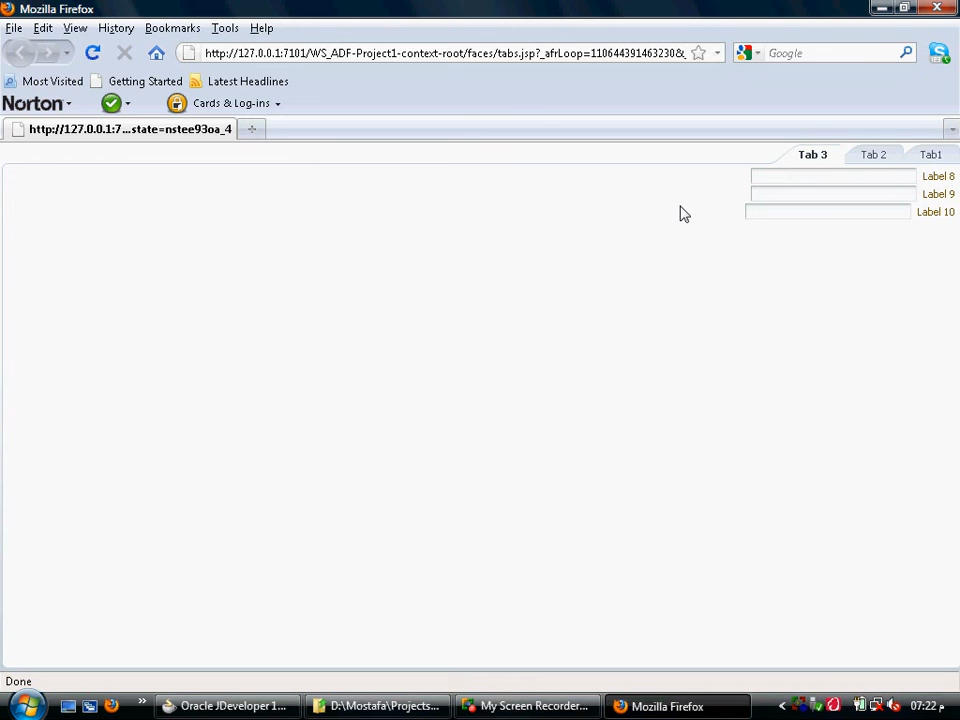 Mozilla Firefox
File Edit View History Bookmarks Tools Help
http://127.0.0.1:7101/WS_ADF-Project1-context-root/faces/tabs.jsp?_afrLoop=110644391463230&_ Google
Most Visited Getting Started Latest Headlines
Norton Cards & Log-ins
http://127.0.0.1:7...state=nstee93oa_4
Tab 3 Tab 2 Tab1
Label 8
Label 9
Label 10
Done
Oracle JDeveloper 1... D:\Mostafa\Projects... My Screen Recorder... Mozilla Firefox 07:22 م